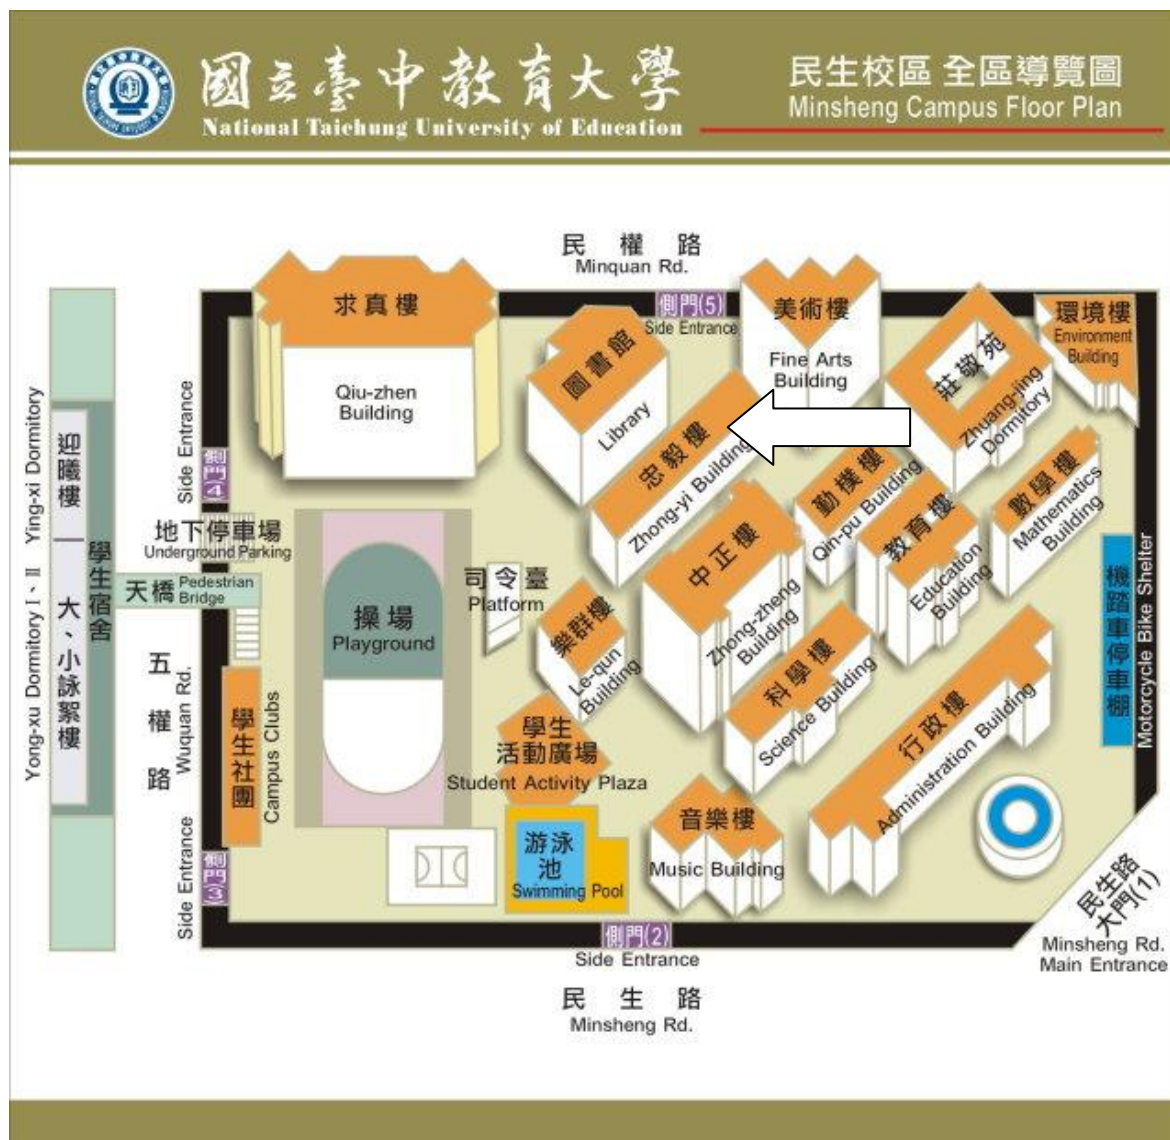 國立臺中教育大學
National Taichung University of Education
民生校區 全區導覽圖
Minsheng Campus Floor Plan
民權路
Minquan Rd.
求真樓
Qiu-zhen
Building
圖書館
Library
側門(5)
Side Entrance
美術樓
Fine Arts
Building
莊敬苑
Zhuang-jing
Dormitory
環境樓
Environment
Building
忠毅樓
Zhong-yi Building
勤樸樓
Qin-pu Building
教育樓
Education
Building
數學樓
Mathematics
Building
中正樓
Zhong-zheng
Building
Side Entrance
側門(4)
地下停車場
Underground Parking
天橋
Pedestrian
Bridge
Ying-xi Dormitory
迎曦樓
學生宿舍
Yong-xu Dormitory I、II
大、小詠絮樓
五權路
Wuquan Rd.
操場
Playground
司令臺
Platform
樂群樓
Le-qun
Building
科學樓
Science Building
行政樓
Administration Building
機踏車停車棚
Motorcycle Bike Shelter
學生社團
Campus Clubs
學生
活動廣場
Student Activity Plaza
游泳
池
Swimming Pool
音樂樓
Music Building
Side Entrance
側門(3)
側門(2)
Side Entrance
民生路
Minsheng Rd.
民生路
大門(1)
Minsheng Rd.
Main Entrance